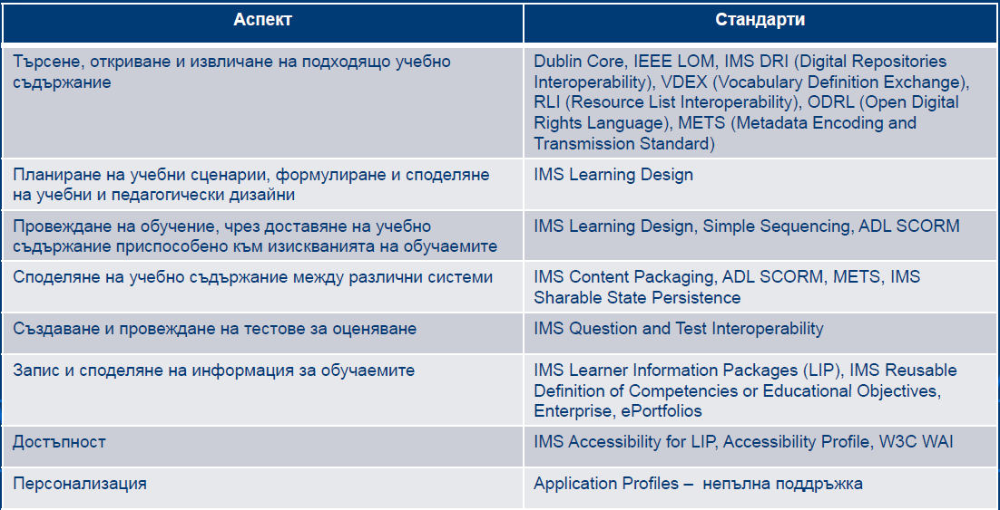 Аспект
Стандарти
Търсене, откриване и извличане на подходящо учебно
съдържание
Dublin Core, IEEE LOM, IMS DRI (Digital Repositories
Interoperability), VDEX (Vocabulary Definition Exchange),
RLI (Resource List Interoperability), ODRL (Open Digital
Rights Language), METS (Metadata Encoding and
Transmission Standard)
Планиране на учебни сценарии, формулиране и споделяне
на учебни и педагогически дизайни
IMS Learning Design
Провеждане на обучение, чрез доставяне на учебно
съдържание приспособено към изискванията на обучаемите
IMS Learning Design, Simple Sequencing, ADL SCORM
Споделяне на учебно съдържание между различни системи
IMS Content Packaging, ADL SCORM, METS, IMS
Sharable State Persistence
Създаване и провеждане на тестове за оценяване
IMS Question and Test Interoperability
Запис и споделяне на информация за обучаемите
IMS Learner Information Packages (LIP), IMS Reusable
Definition of Competencies or Educational Objectives,
Enterprise, ePortfolios
Достъпност
IMS Accessibility for LIP, Accessibility Profile, W3C WAI
Персонализация
Application Profiles – непълна поддръжка